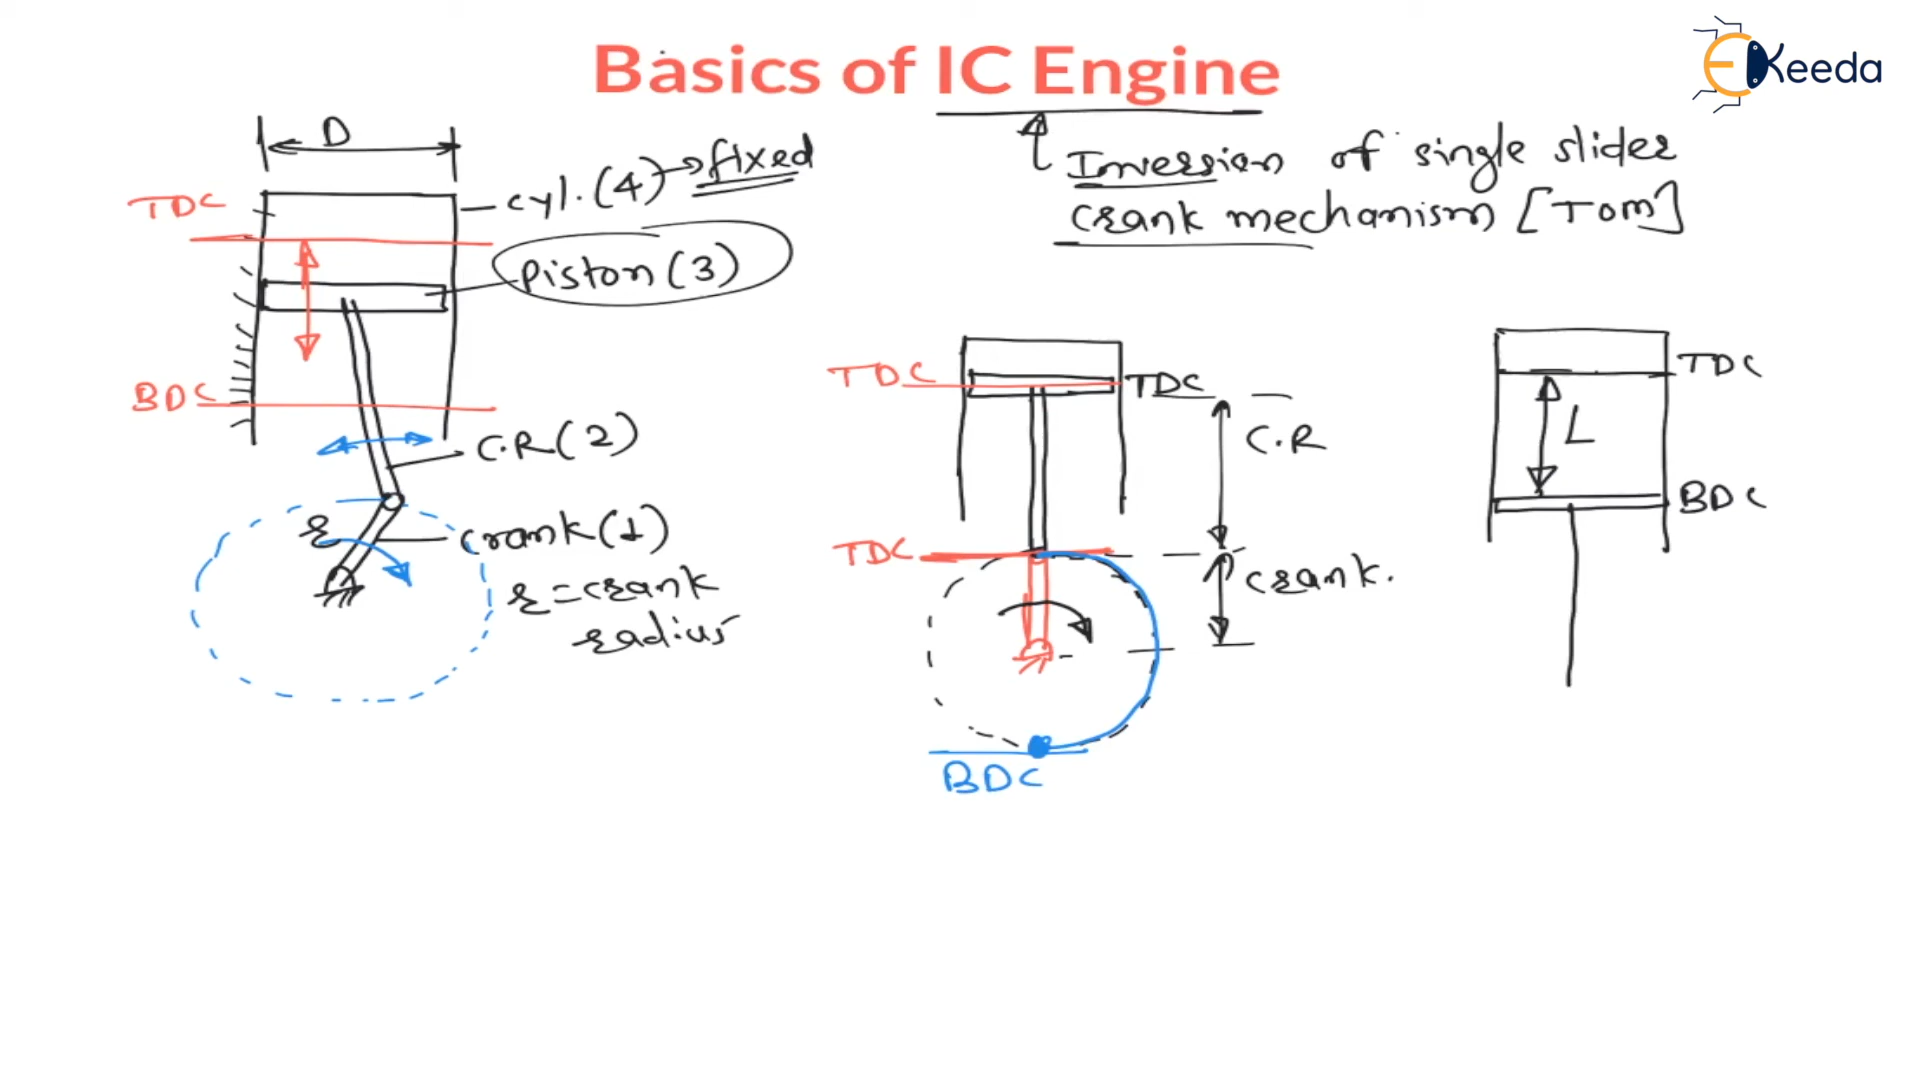 Basics of IC Engine
EKeeda
Inversion of single slider
crank mechanism [TOM]
D
cyl. (4) → fixed
TDC
piston (3)
BDC
C.R (2)
r
crank (1)
r = crank
radius
TDC
TDC
C.R
TDC
crank.
BDC
TDC
L
BDC